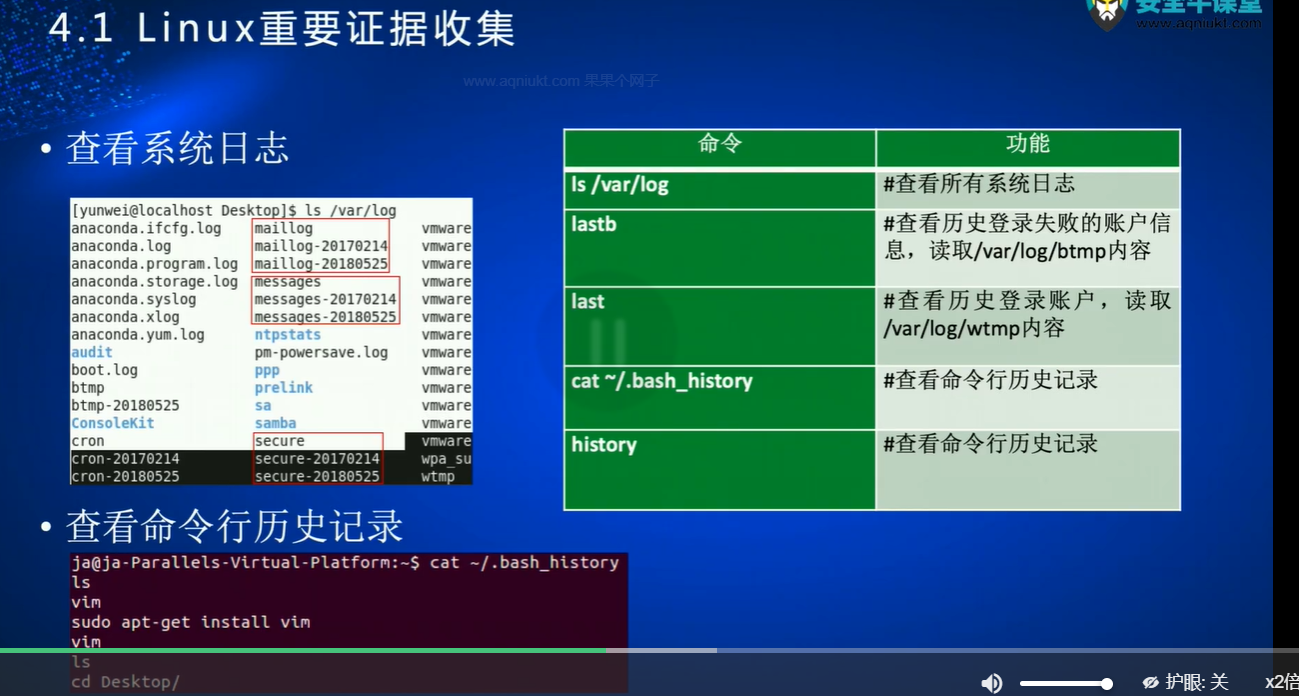 4.1 Linux重要证据收集
安全牛课堂
www.aqniukt.com
www.aqniukt.com 果果个网子
• 查看系统日志
[yunwei@localhost Desktop]$ ls /var/log
anaconda.ifcfg.log maillog vmware
anaconda.log maillog-20170214 vmware
anaconda.program.log maillog-20180525 vmware
anaconda.storage.log messages vmware
anaconda.syslog messages-20170214 vmware
anaconda.xlog messages-20180525 vmware
anaconda.yum.log ntpstats vmware
audit pm-powersave.log vmware
boot.log ppp vmware
btmp prelink vmware
btmp-20180525 sa vmware
ConsoleKit samba vmware
cron secure vmware
cron-20170214 secure-20170214 wpa_su
cron-20180525 secure-20180525 wtmp
命令 功能
ls /var/log #查看所有系统日志
lastb #查看历史登录失败的账户信
息，读取/var/log/btmp内容
last #查看历史登录账户，读取
/var/log/wtmp内容
cat ~/.bash_history #查看命令行历史记录
history #查看命令行历史记录
• 查看命令行历史记录
ja@ja-Parallels-Virtual-Platform:~$ cat ~/.bash_history
ls
vim
sudo apt-get install vim
vim
ls
cd Desktop/
护眼: 关 x2倍